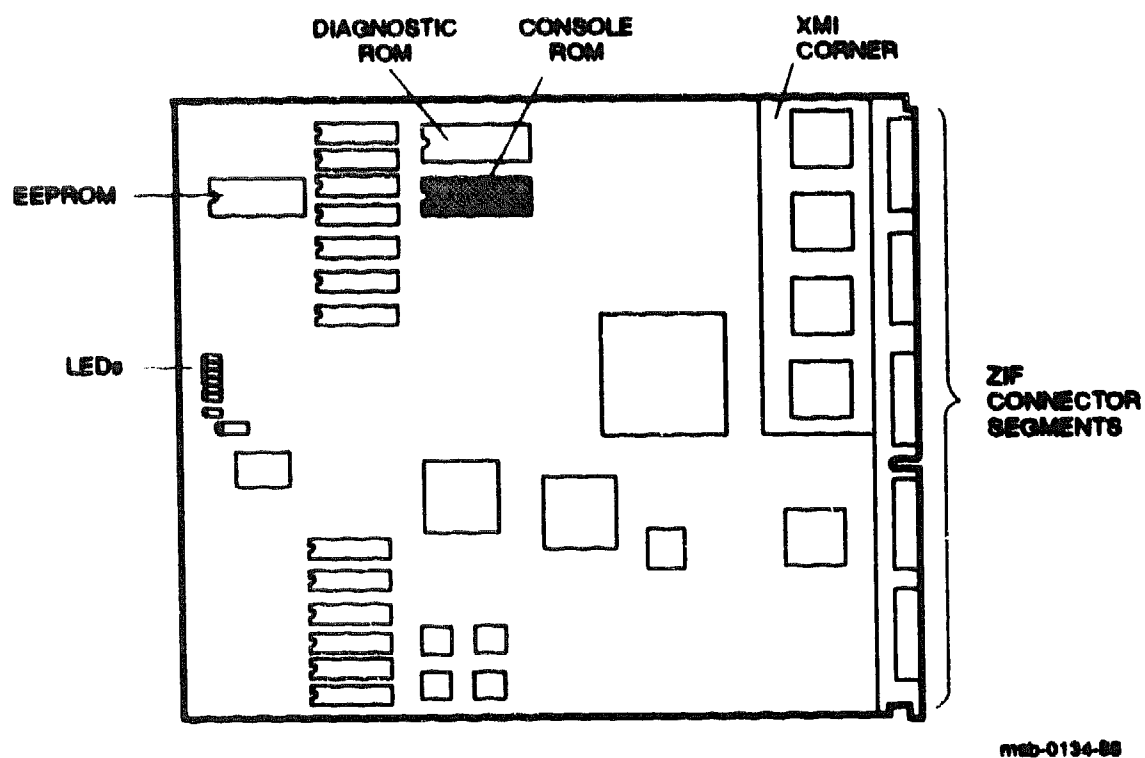 DIAGNOSTIC
ROM
CONSOLE
ROM
XMI
CORNER
EEPROM
LEDs
ZIF
CONNECTOR
SEGMENTS
msb-0134-88